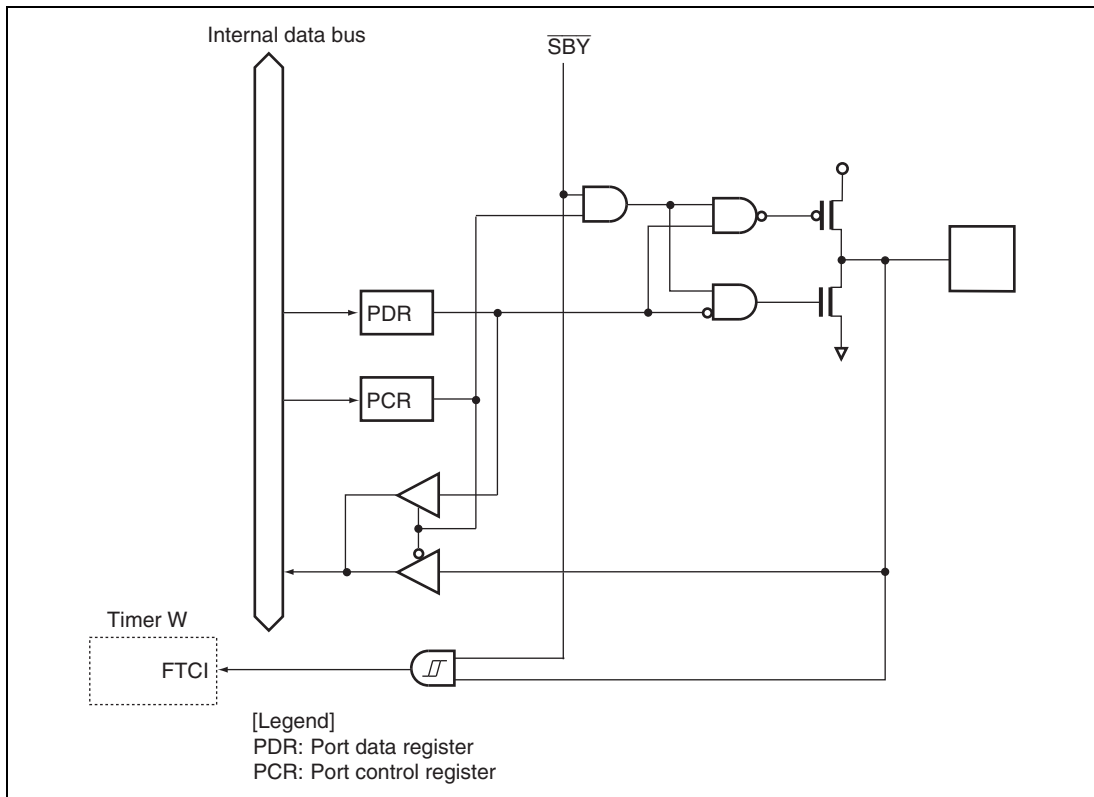 Internal data bus
SBY
PDR
PCR
Timer W
FTCI
[Legend]
PDR: Port data register
PCR: Port control register